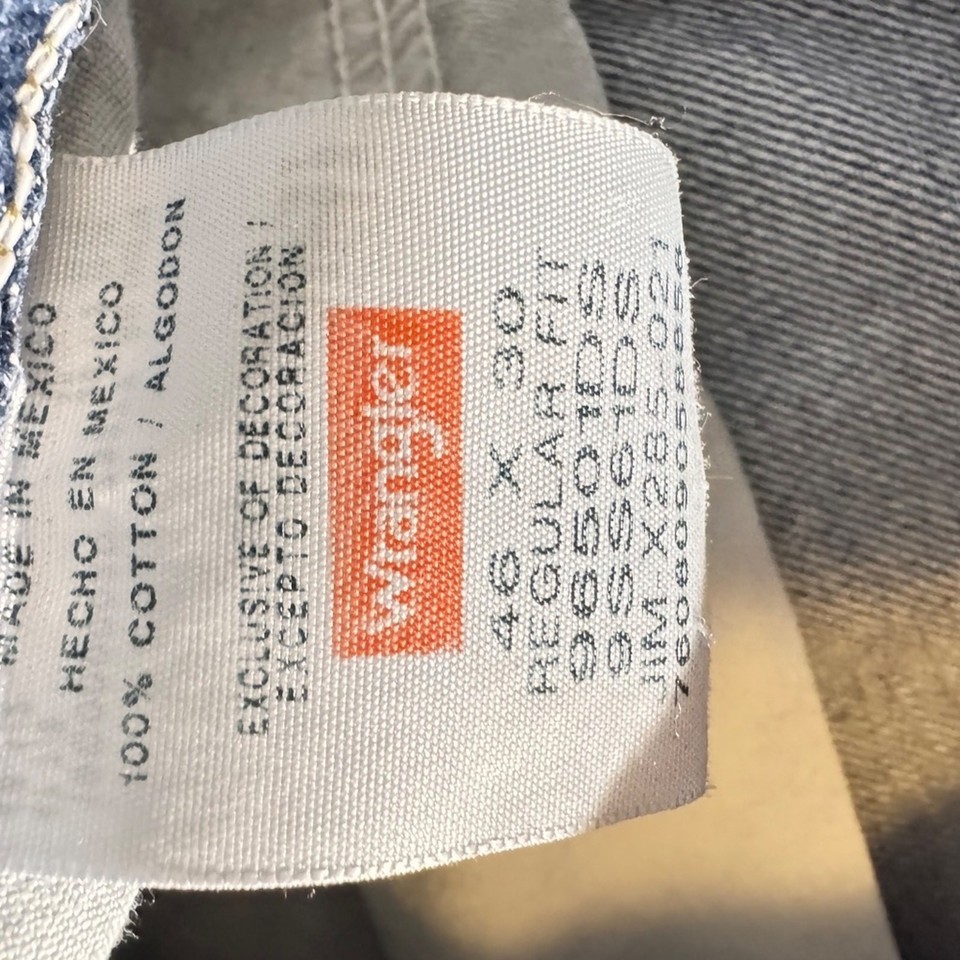 MADE IN MEXICO
HECHO EN MEXICO
100% COTTON / ALGODON
EXCLUSIVE OF DECORATION /
EXCEPTO DECORACION
Wrangler
46 X 30
REGULAR FIT
96501DS
9SS61DS